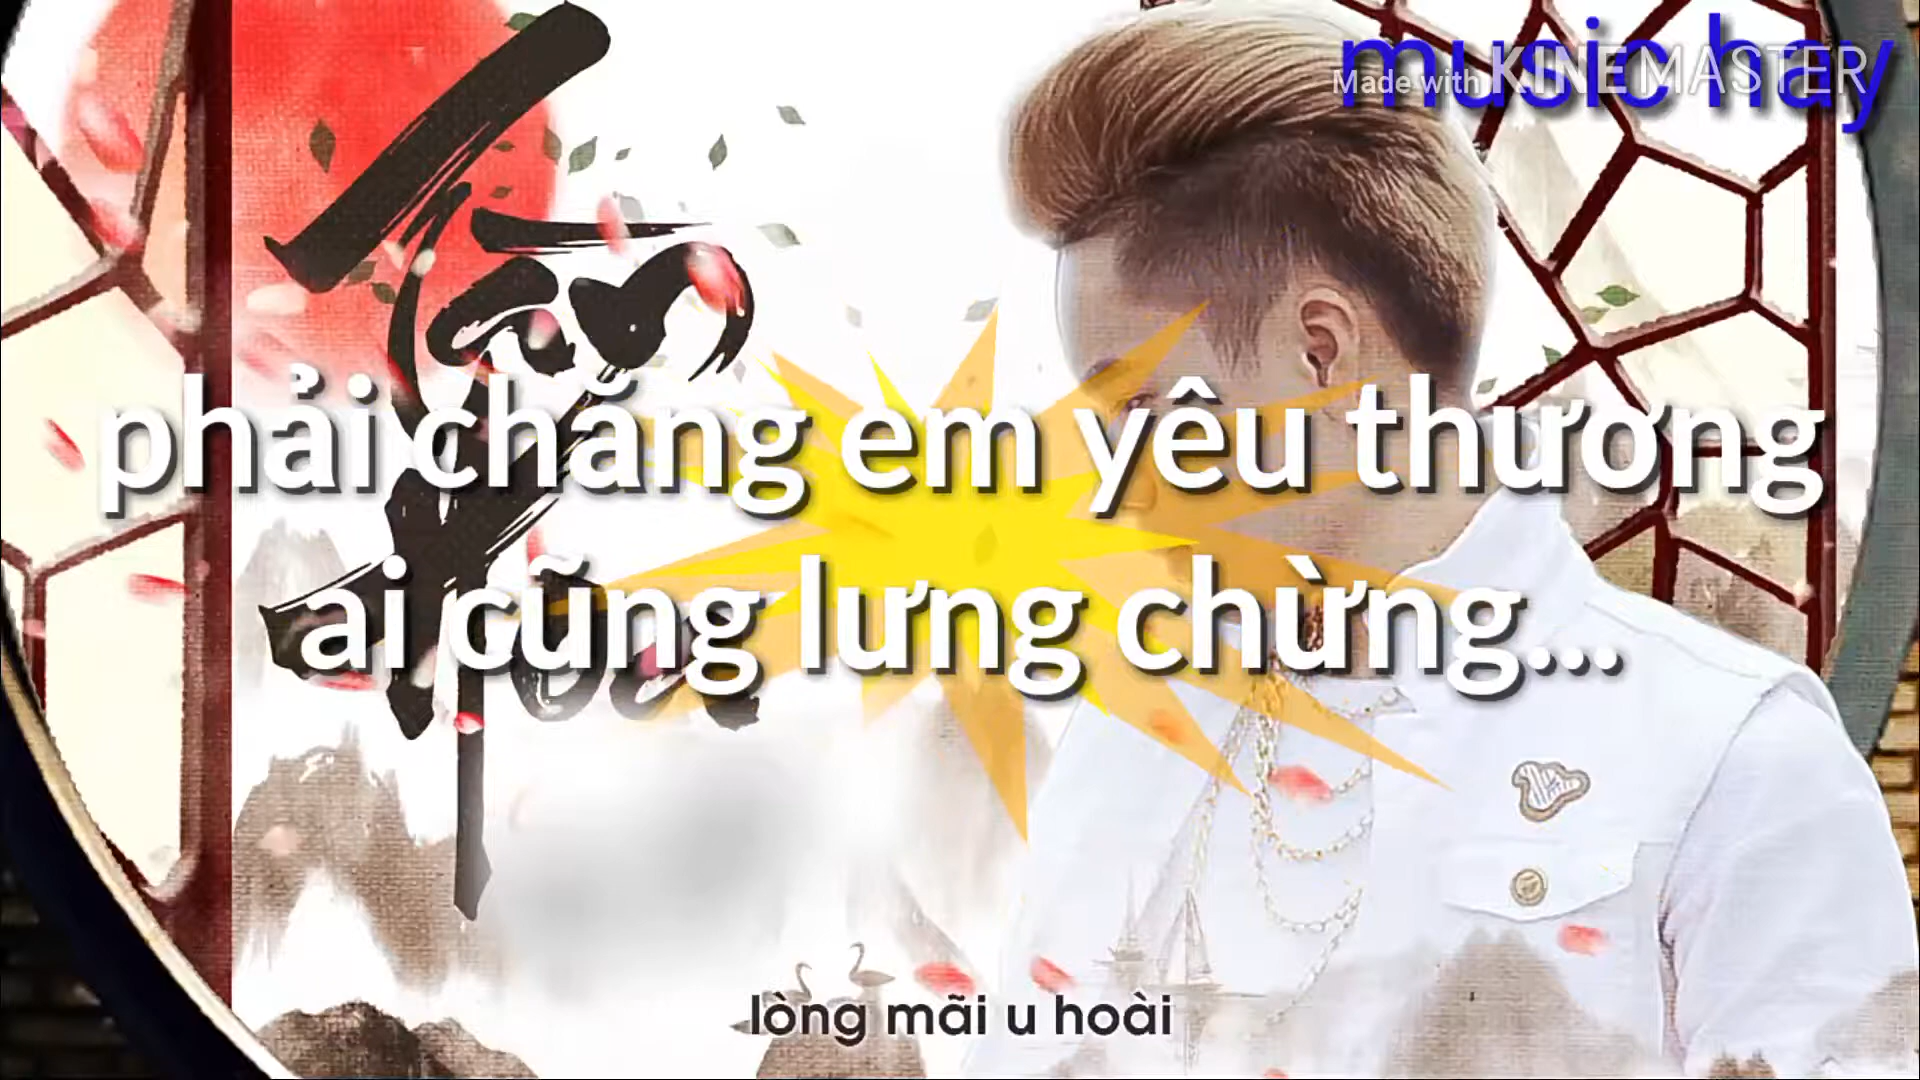 music hay
Made with KINEMASTER
phải chăng em yêu thương
ai cũng lưng chừng...
lòng mãi u hoài